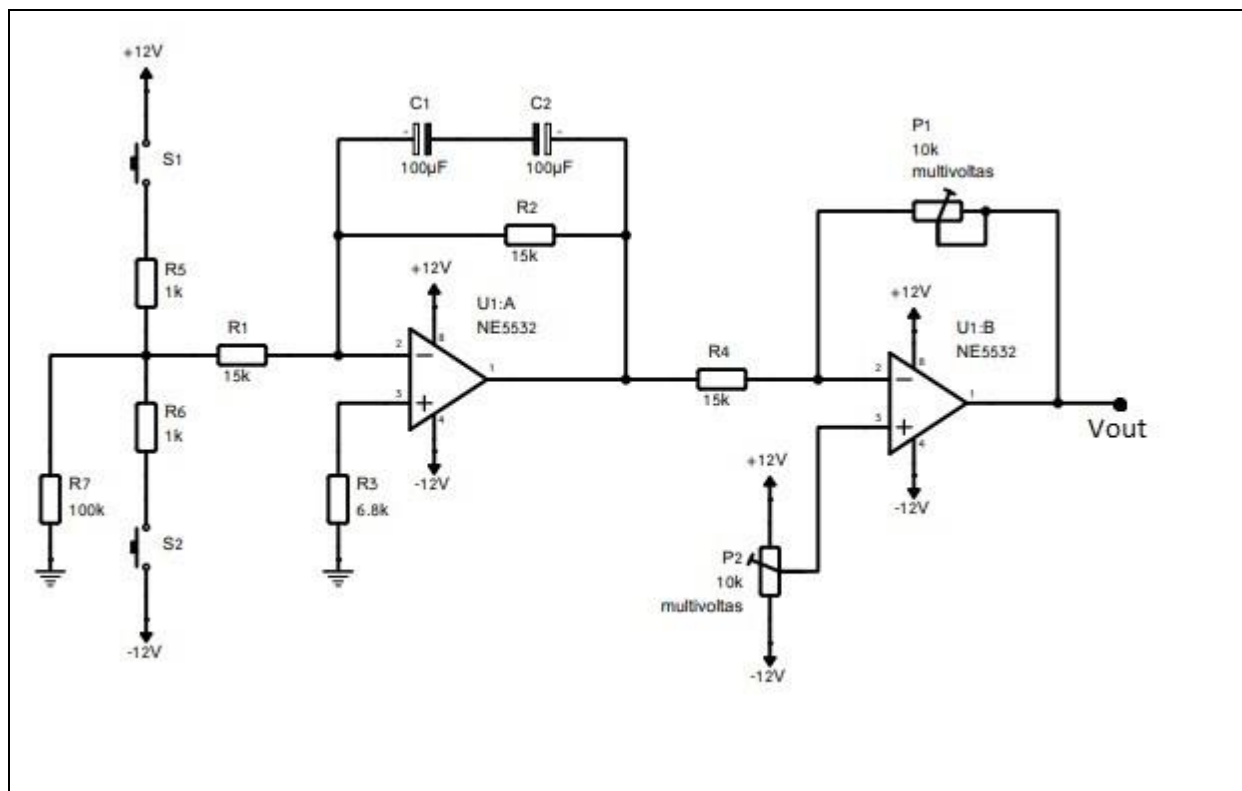 +12V
S1
R5
1k
R1
15k
R6
1k
R7
100k
S2
-12V
C1
100µF
C2
100µF
R2
15k
+12V
U1:A
NE5532
8
2
3
1
4
-12V
R3
6.8k
R4
15k
P1
10k
multivoltas
+12V
U1:B
NE5532
8
2
3
1
4
-12V
Vout
+12V
P2
10k
multivoltas
-12V